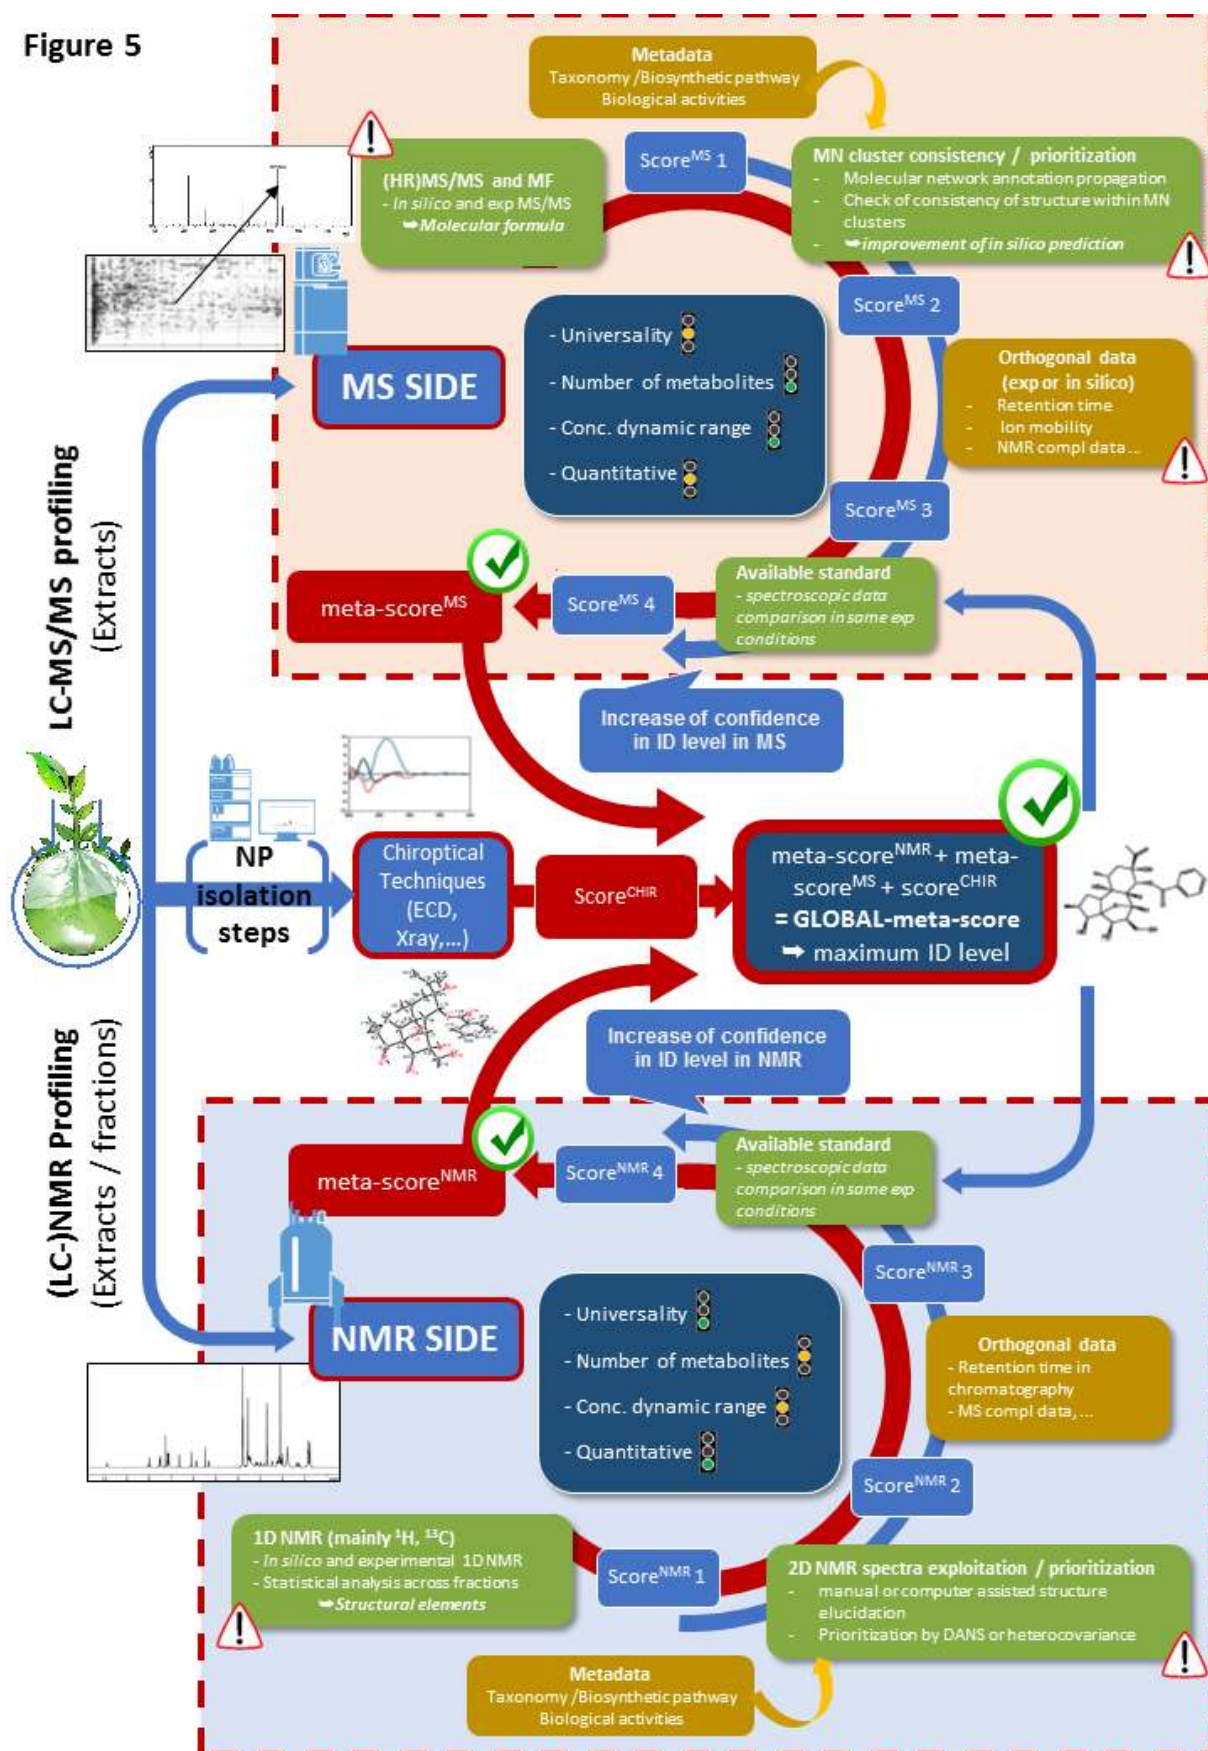 Figure 5
Metadata
Taxonomy /Biosynthetic pathway
Biological activities
(HR)MS/MS and MF
- In silico and exp MS/MS
➥Molecular formula
Score^MS 1
MN cluster consistency / prioritization
- Molecular network annotation propagation
- Check of consistency of structure within MN
clusters
- ➥improvement of in silico prediction
Score^MS 2
- Universality
- Number of metabolites
- Conc. dynamic range
- Quantitative
MS SIDE
Orthogonal data
(exp or in silico)
- Retention time
- Ion mobility
- NMR compl data ...
Score^MS 3
Available standard
- spectroscopic data
comparison in same exp
conditions
Score^MS 4
meta-score^MS
LC-MS/MS profiling
(Extracts)
Increase of confidence
in ID level in MS
NP
isolation
steps
Chiroptical
Techniques
(ECD,
Xray,...)
Score^CHIR
meta-score^NMR + meta-
score^MS + score^CHIR
= GLOBAL-meta-score
➥ maximum ID level
(LC-)NMR Profiling
(Extracts / fractions)
Increase of confidence
in ID level in NMR
meta-score^NMR
Score^NMR 4
Available standard
- spectroscopic data
comparison in same exp
conditions
Score^NMR 3
NMR SIDE
- Universality
- Number of metabolites
- Conc. dynamic range
- Quantitative
Orthogonal data
- Retention time in
chromatography
- MS compl data, ...
Score^NMR 2
1D NMR (mainly ¹H, ¹³C)
- In silico and experimental 1D NMR
- Statistical analysis across fractions
➥Structural elements
Score^NMR 1
2D NMR spectra exploitation / prioritization
- manual or computer assisted structure
elucidation
- Prioritization by DANS or heterocovariance
Metadata
Taxonomy /Biosynthetic pathway
Biological activities